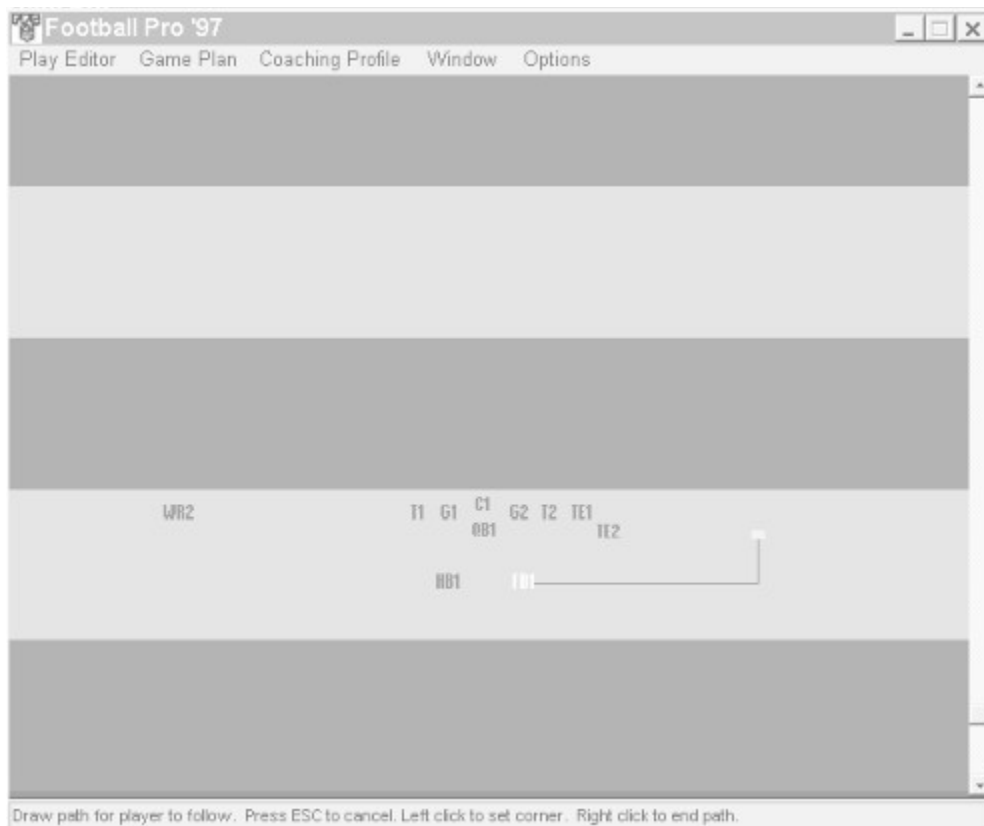 Football Pro '97
Play Editor Game Plan Coaching Profile Window Options
WR2 T1 G1 C1 G2 T2 TE1
QB1 TE2
HB1
Draw path for player to follow. Press ESC to cancel. Left click to set corner. Right click to end path.